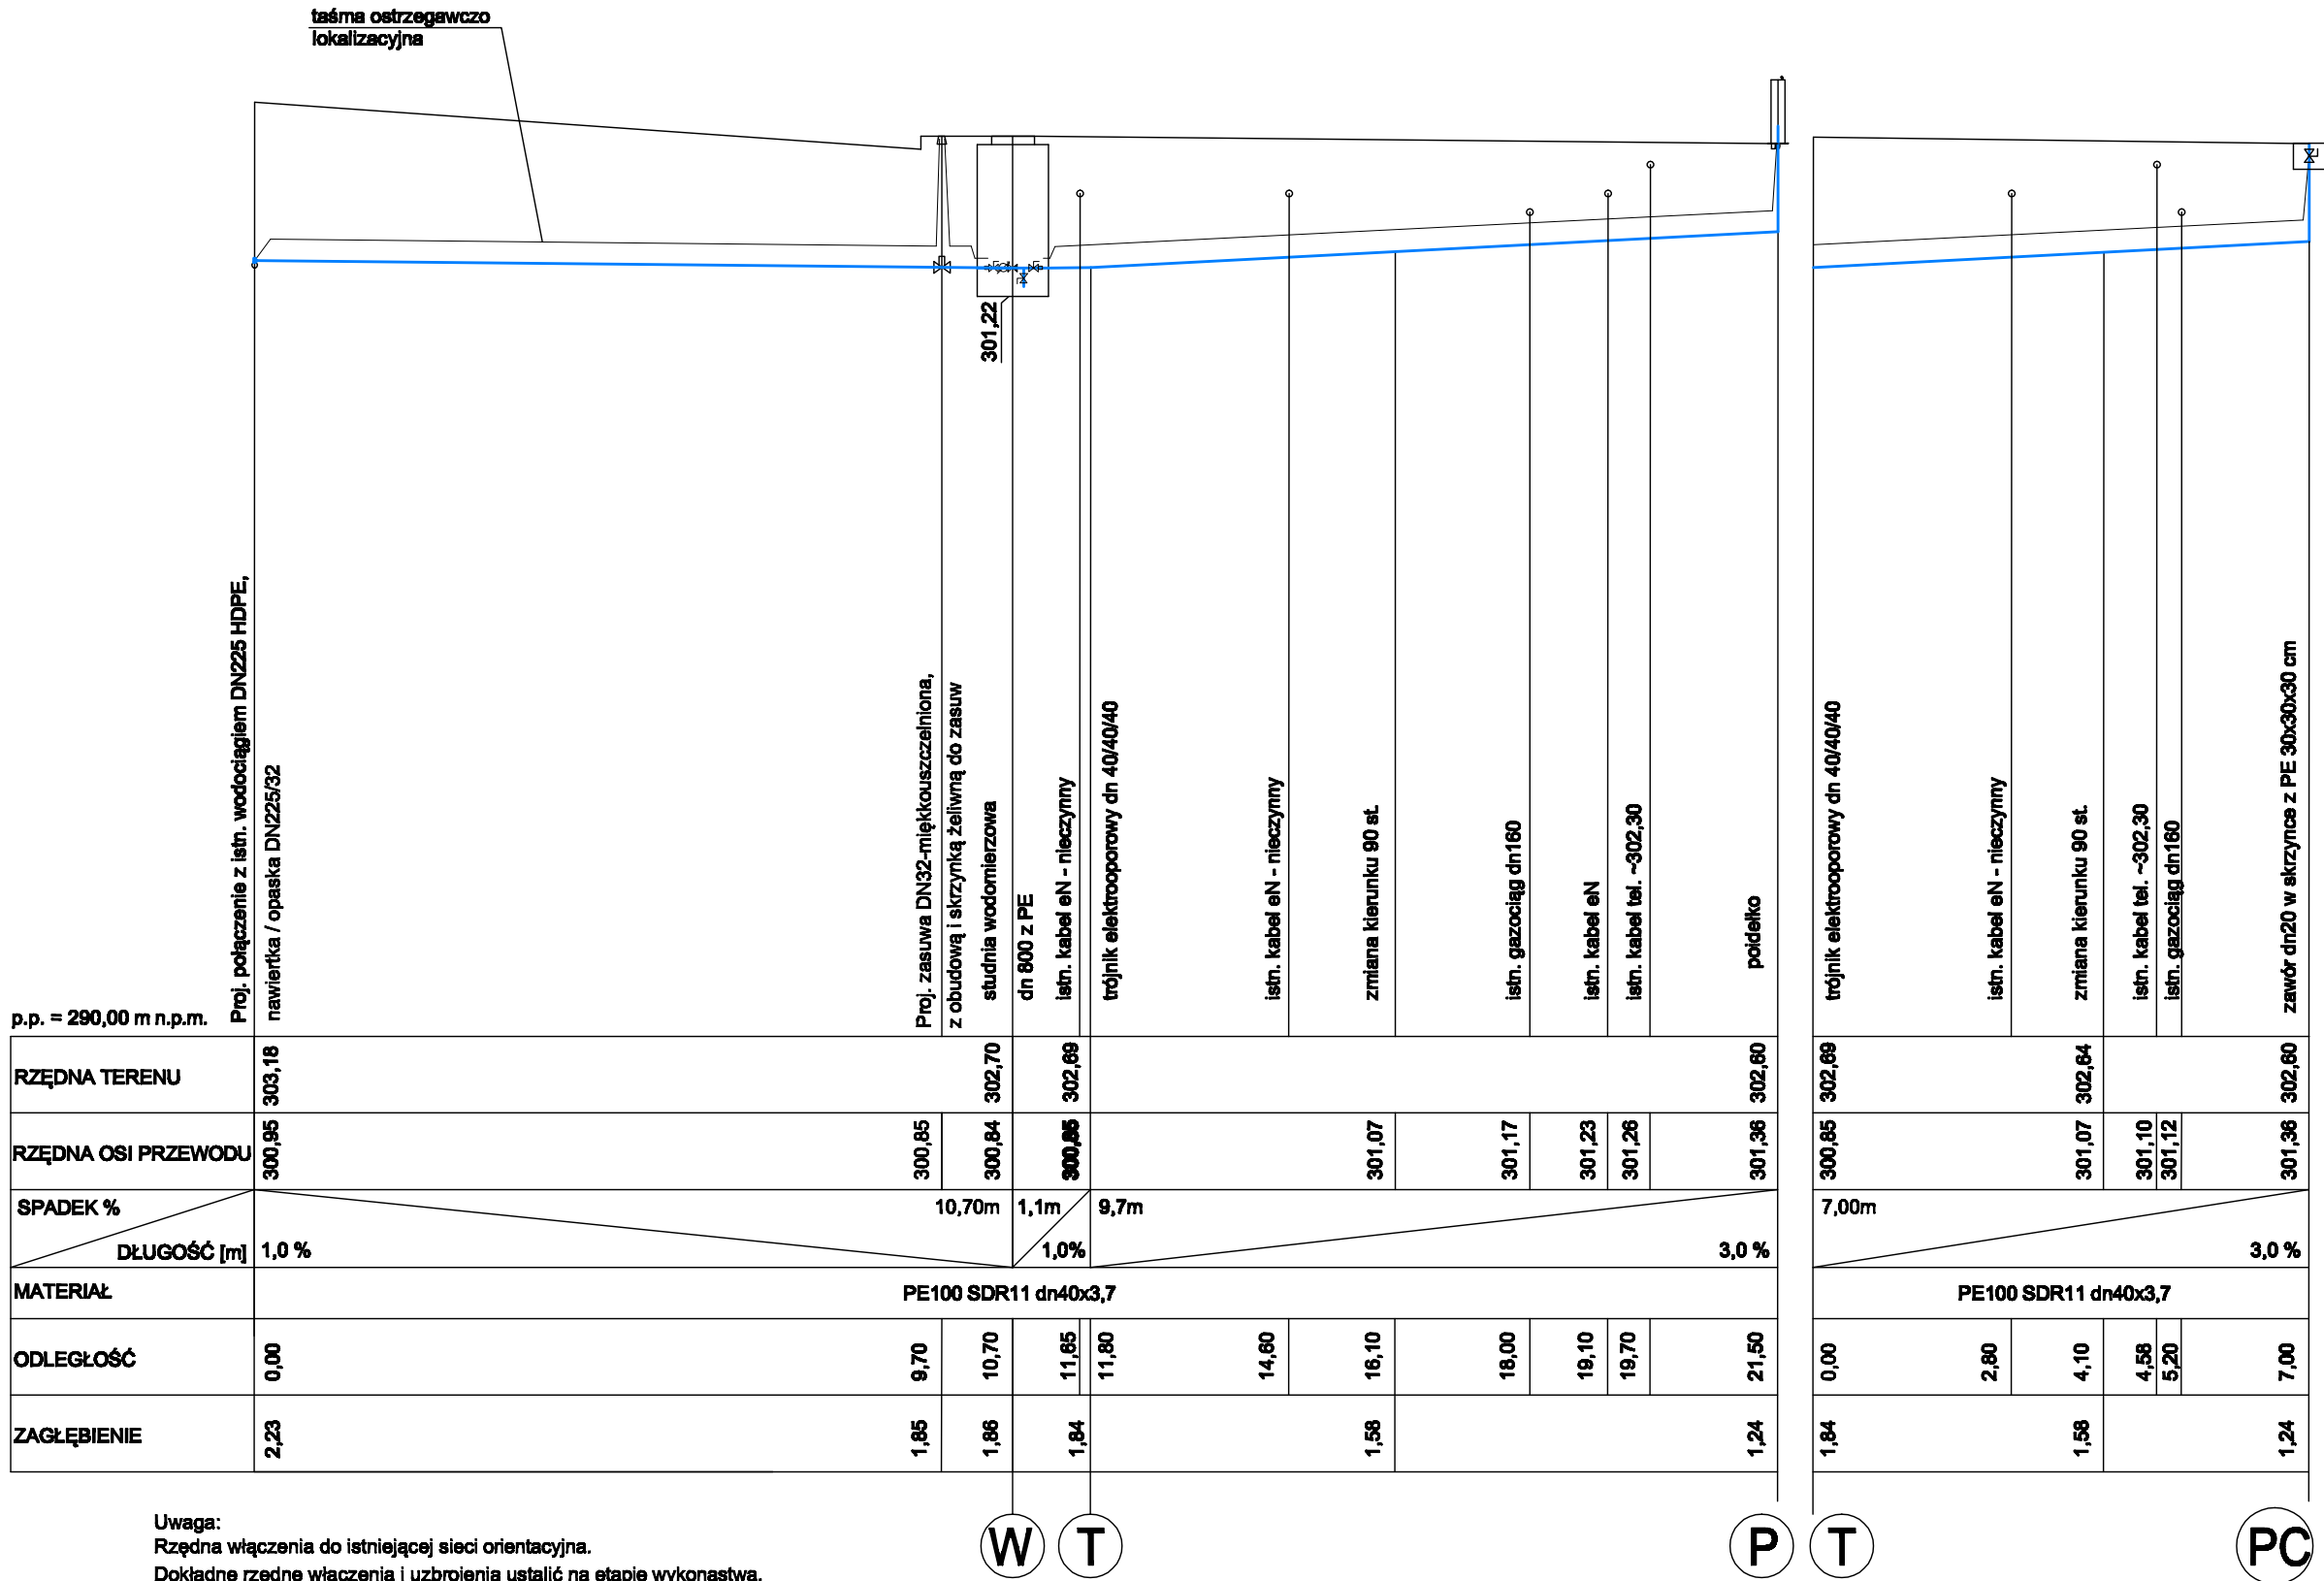 taśma ostrzegawczo
lokalizacyjna
301,22
Proj. połączenie z istn. wodociągiem DN225 HDPE,
nawiertka / opaska DN225/32
Proj. zasuwa DN32-miękkouszczelniona,
z obudową i skrzynką żeliwną do zasuw
studnia wodomierzowa
dn 800 z PE
istn. kabel eN - nieczynny
trójnik elektrooporowy dn 40/40/40
istn. kabel eN - nieczynny
zmiana kierunku 90 st.
istn. gazociąg dn160
istn. kabel eN
istn. kabel tel. ~302,30
poidełko
trójnik elektrooporowy dn 40/40/40
istn. kabel eN - nieczynny
zmiana kierunku 90 st.
istn. kabel tel. ~302,30
istn. gazociąg dn160
zawór dn20 w skrzynce z PE 30x30x30 cm
p.p. = 290,00 m n.p.m.
RZĘDNA TERENU 303,18 302,70 302,69 302,60 302,69 302,64 302,60
RZĘDNA OSI PRZEWODU 300,95 300,85 300,84 301,07 301,17 301,23 301,26 301,36 300,85 301,07 301,10 301,12 301,36
SPADEK % 10,70m 1,1m 9,7m 7,00m
DŁUGOŚĆ [m] 1,0 % 1,0% 3,0 % 3,0 %
MATERIAŁ PE100 SDR11 dn40x3,7 PE100 SDR11 dn40x3,7
ODLEGŁOŚĆ 0,00 9,70 10,70 11,65 11,80 14,60 16,10 18,00 19,10 19,70 21,50 0,00 2,80 4,10 4,58 5,20 7,00
ZAGŁĘBIENIE 2,23 1,85 1,86 1,84 1,58 1,24 1,84 1,58 1,24
W T P T PC
Uwaga:
Rzędna włączenia do istniejącej sieci orientacyjna.
Dokładne rzędne włączenia i uzbrojenia ustalić na etapie wykonastwa.